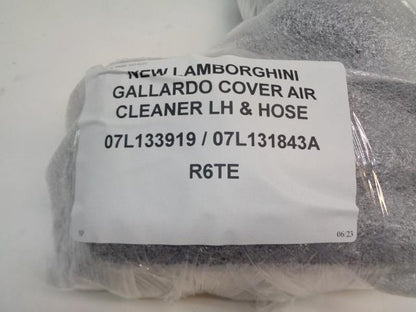 NEW LAMBORGHINI
GALLARDO COVER AIR
CLEANER LH & HOSE
07L133919 / 07L131843A
R6TE
06/23